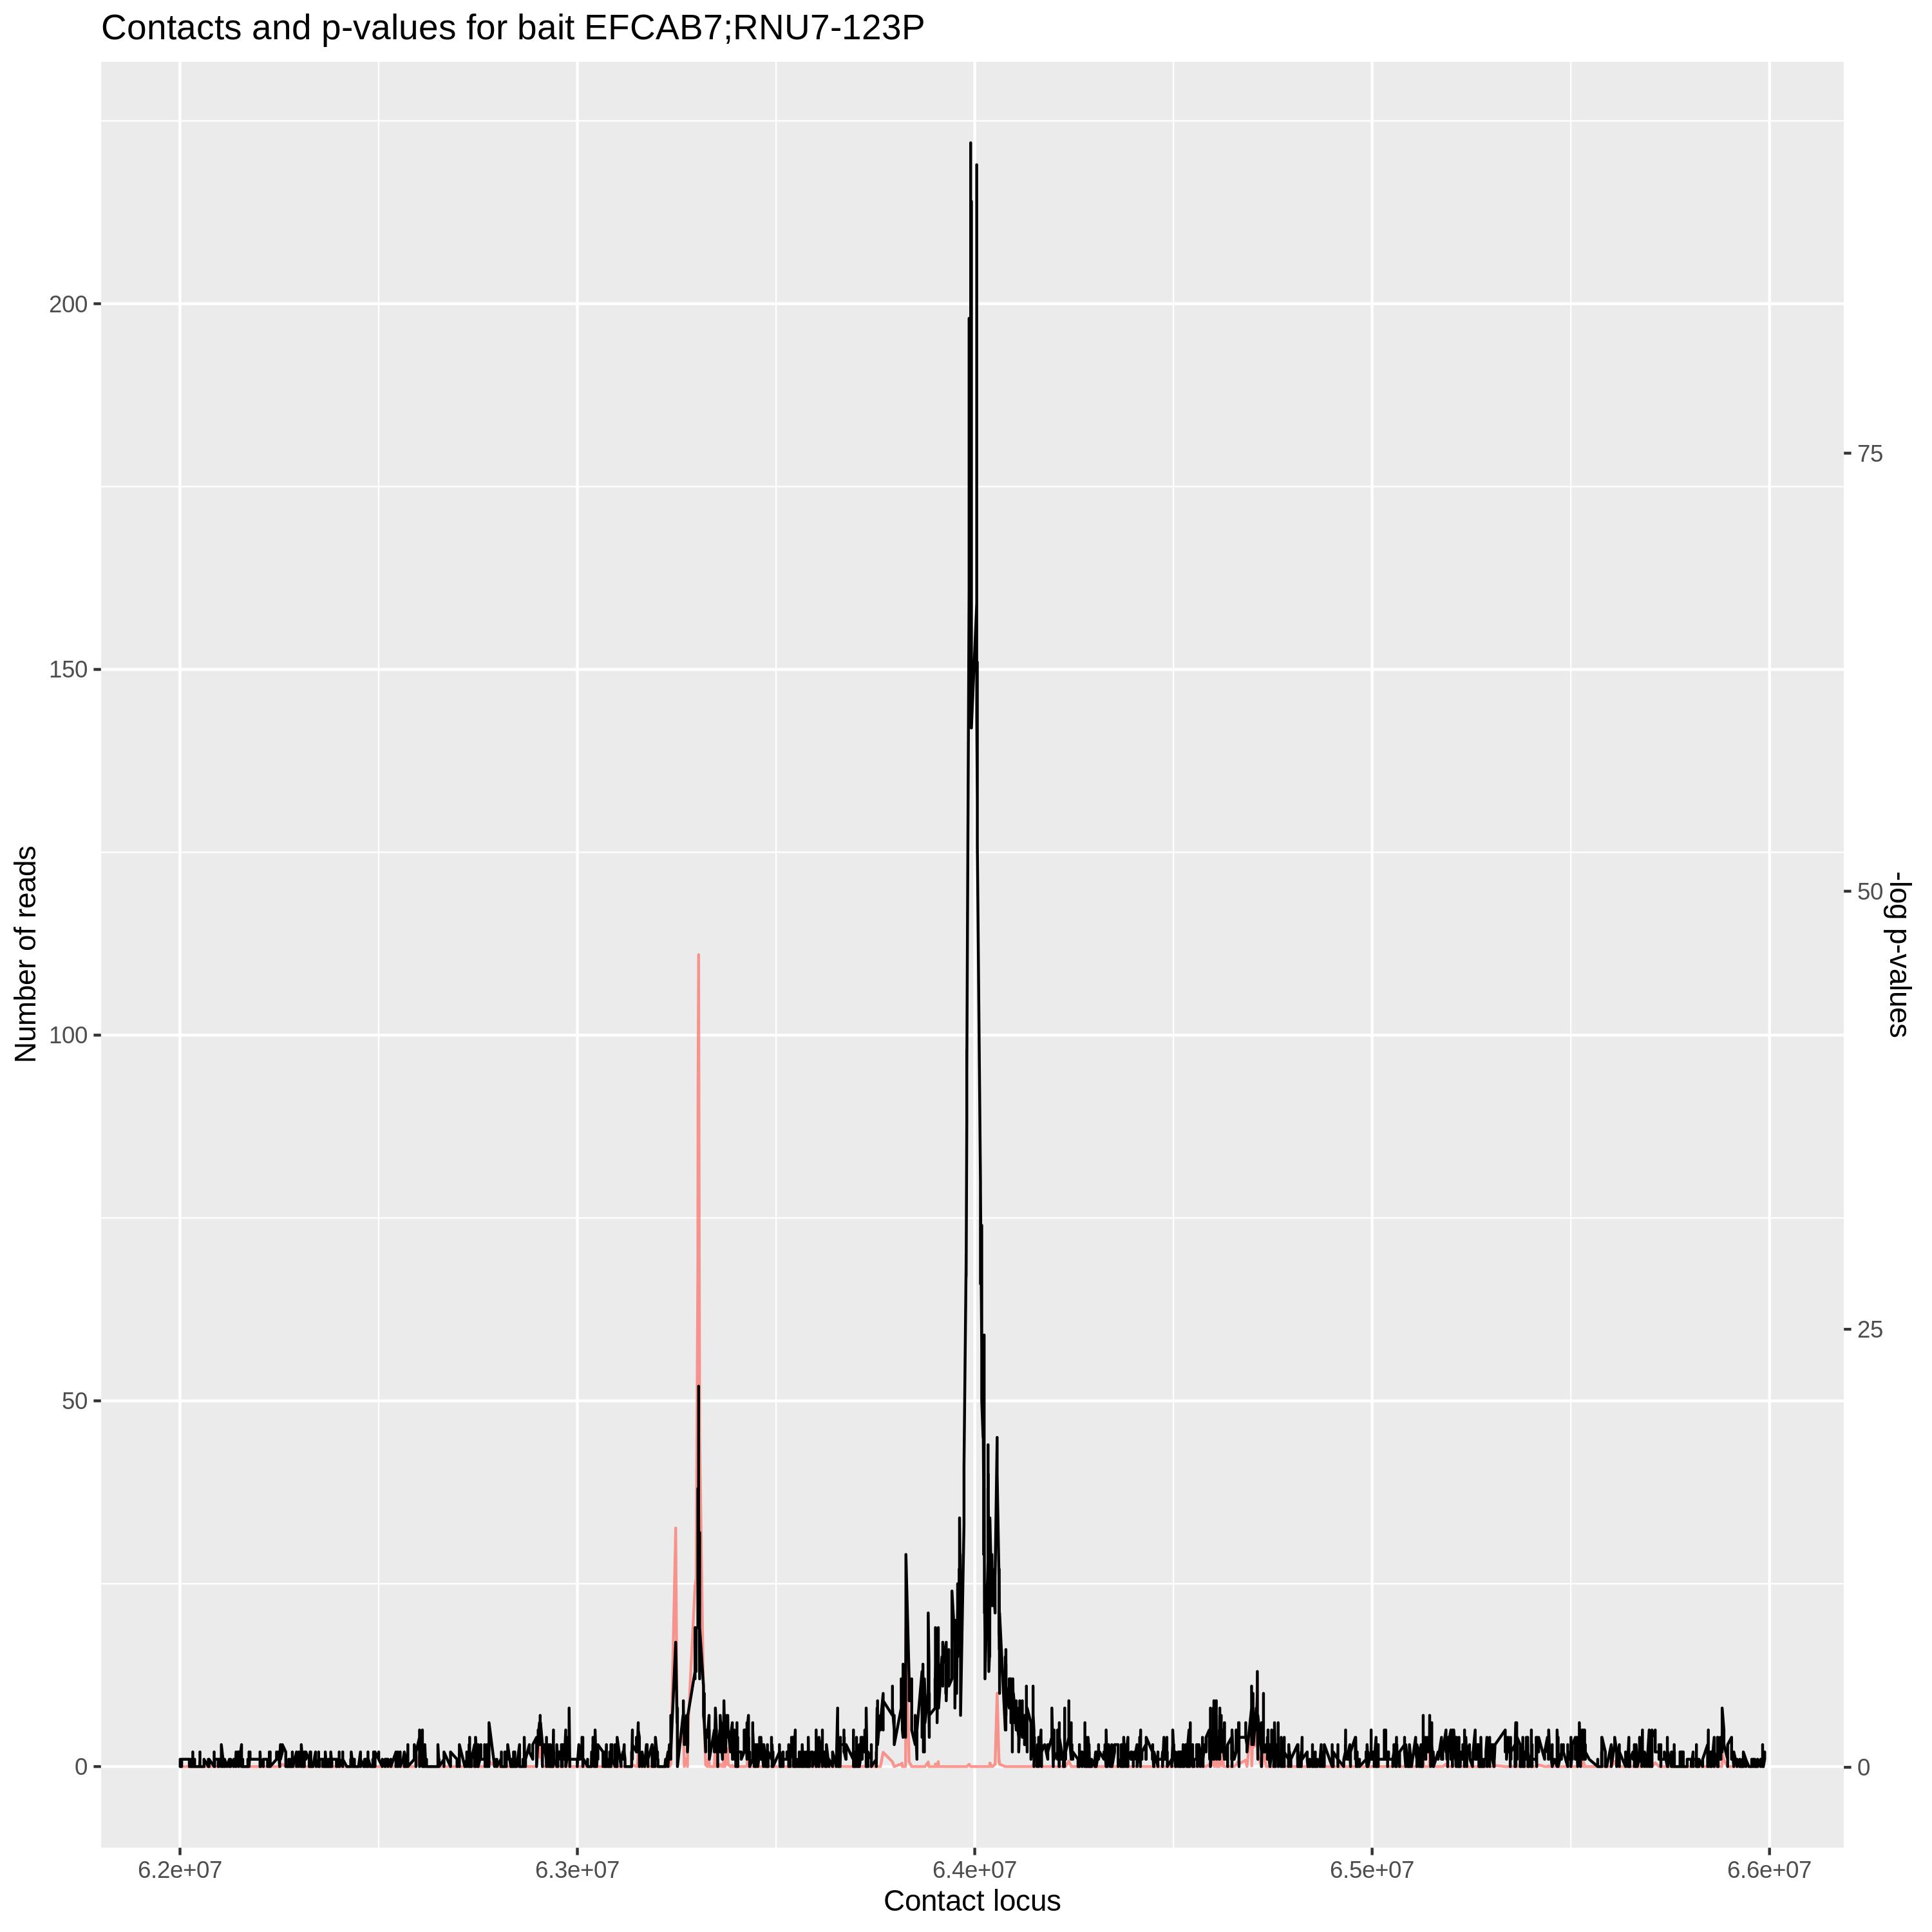 Contacts and p-values for bait EFCAB7;RNU7-123P
Number of reads
200
150
100
50
0
75
50
25
0
-log p-values
6.2e+07 6.3e+07 6.4e+07 6.5e+07 6.6e+07
Contact locus